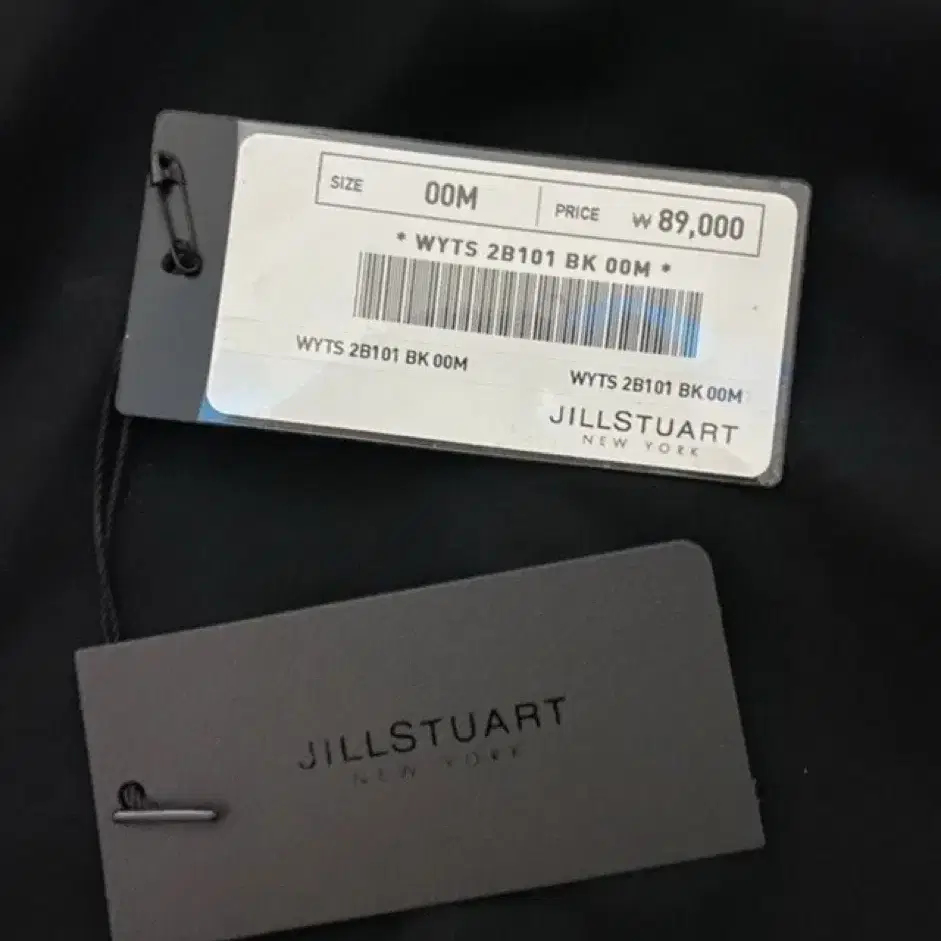 SIZE 00M PRICE ₩ 89,000
* WYTS 2B101 BK 00M *
WYTS 2B101 BK 00M
WYTS 2B101 BK 00M
JILLSTUART
NEW YORK
JILLSTUART
NEW YORK